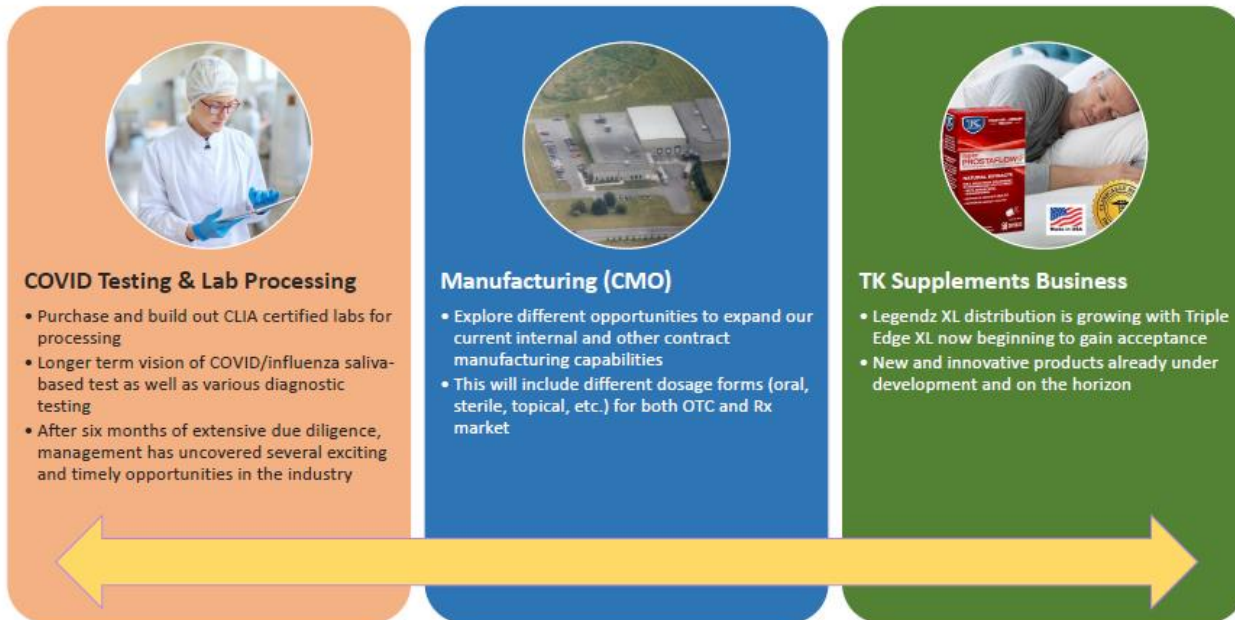 COVID Testing & Lab Processing
• Purchase and build out CLIA certified labs for
processing
• Longer term vision of COVID/influenza saliva-
based test as well as various diagnostic
testing
• After six months of extensive due diligence,
management has uncovered several exciting
and timely opportunities in the industry
Manufacturing (CMO)
• Explore different opportunities to expand our
current internal and other contract
manufacturing capabilities
• This will include different dosage forms (oral,
sterile, topical, etc.) for both OTC and Rx
market
TK
PROSTAFLOW
NATURAL EXTRACTS
Made in USA
TK Supplements Business
• Legendz XL distribution is growing with Triple
Edge XL now beginning to gain acceptance
• New and innovative products already under
development and on the horizon